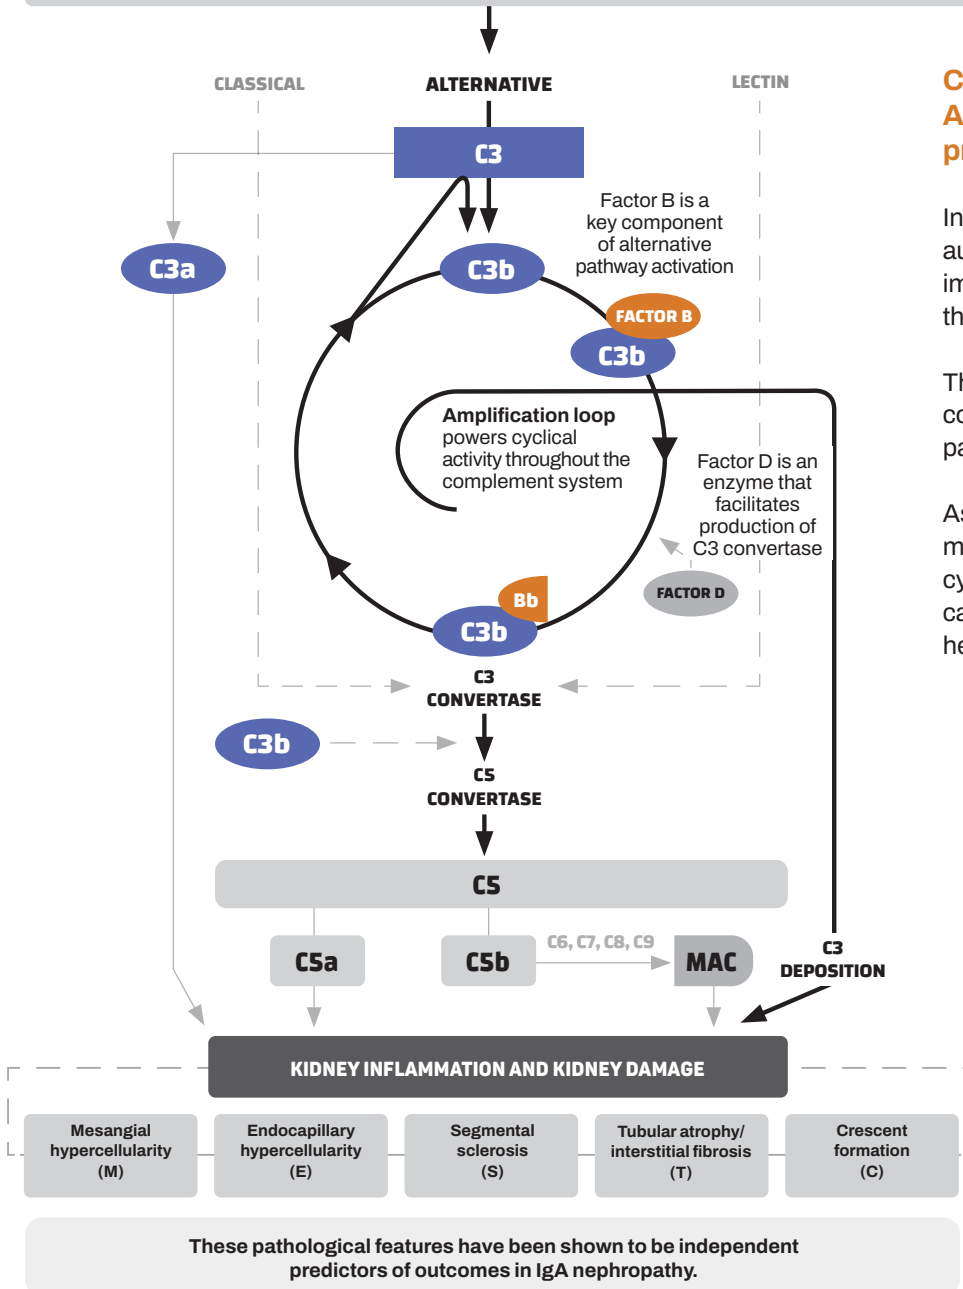 CLASSICAL
ALTERNATIVE
LECTIN
C3
Factor B is a
key component
of alternative
pathway activation
C3a
C3b
FACTOR B
C3b
Amplification loop
powers cyclical
activity throughout the
complement system
Factor D is an
enzyme that
facilitates
production of
C3 convertase
FACTOR D
Bb
C3b
C3
CONVERTASE
C3b
C5
CONVERTASE
C5
C5a
C5b
C6, C7, C8, C9
MAC
C3
DEPOSITION
KIDNEY INFLAMMATION AND KIDNEY DAMAGE
Mesangial
hypercellularity
(M)
Endocapillary
hypercellularity
(E)
Segmental
sclerosis
(S)
Tubular atrophy/
interstitial fibrosis
(T)
Crescent
formation
(C)
These pathological features have been shown to be independent
predictors of outcomes in IgA nephropathy.
In